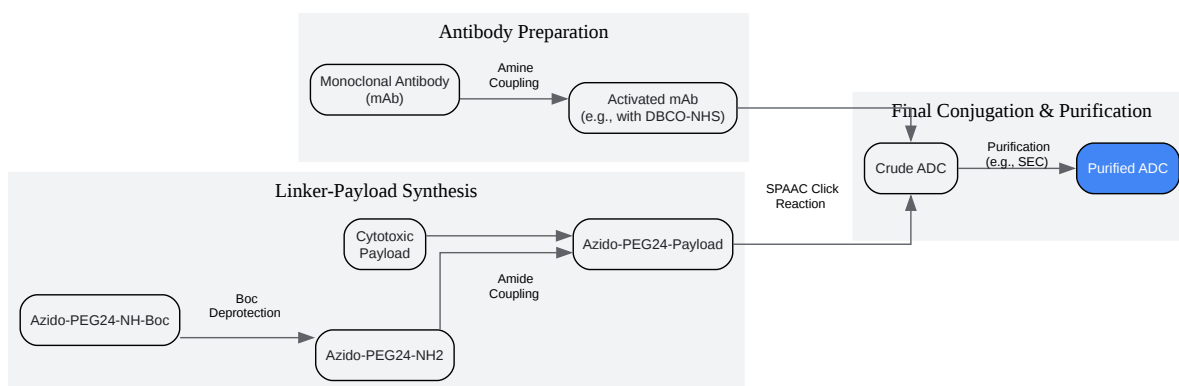 Antibody Preparation
Monoclonal Antibody
(mAb)
Amine
Coupling
Activated mAb
(e.g., with DBCO-NHS)
Final Conjugation & Purification
Crude ADC
Purification
(e.g., SEC)
Purified ADC
Linker-Payload Synthesis
SPAAC Click
Reaction
Cytotoxic
Payload
Azido-PEG24-Payload
Amide
Coupling
Azido-PEG24-NH-Boc
Boc
Deprotection
Azido-PEG24-NH2